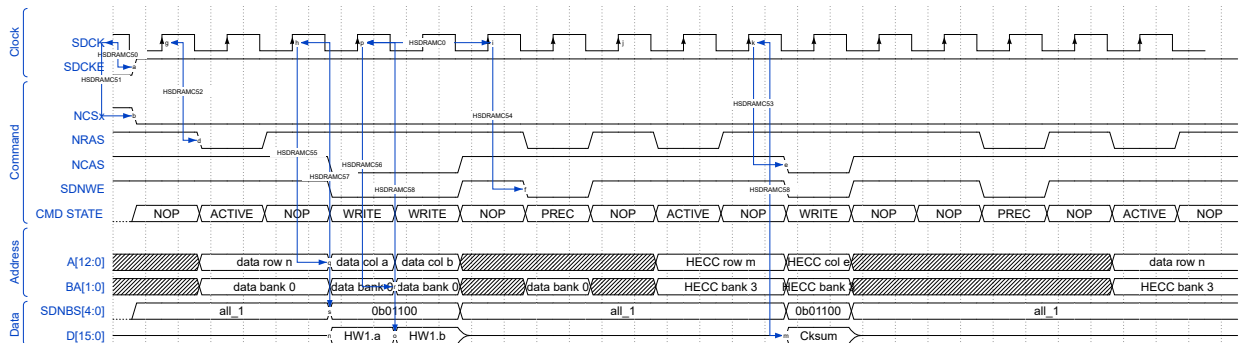 Clock
SDCK g h p HSDRAMC0 i j k
HSDRAMC50
SDCKE a
HSDRAMC51
HSDRAMC52
HSDRAMC53
Command
NCSx b
HSDRAMC54
NRAS d
HSDRAMC55
NCAS HSDRAMC56 e
HSDRAMC57
SDNWE HSDRAMC58 f HSDRAMC58
CMD STATE NOP ACTIVE NOP WRITE WRITE NOP PREC NOP ACTIVE NOP WRITE NOP NOP PREC NOP ACTIVE NOP
Address
A[12:0] data row n q data col a data col b HECC row m HECC col e data row n
BA[1:0] data bank 0 data bank 0 data bank 0 data bank 0 HECC bank 3 HECC bank HECC bank 3
Data
SDNBS[4:0] all_1 s 0b01100 all_1 0b01100 all_1
D[15:0] n HW1.a o HW1.b m Cksum